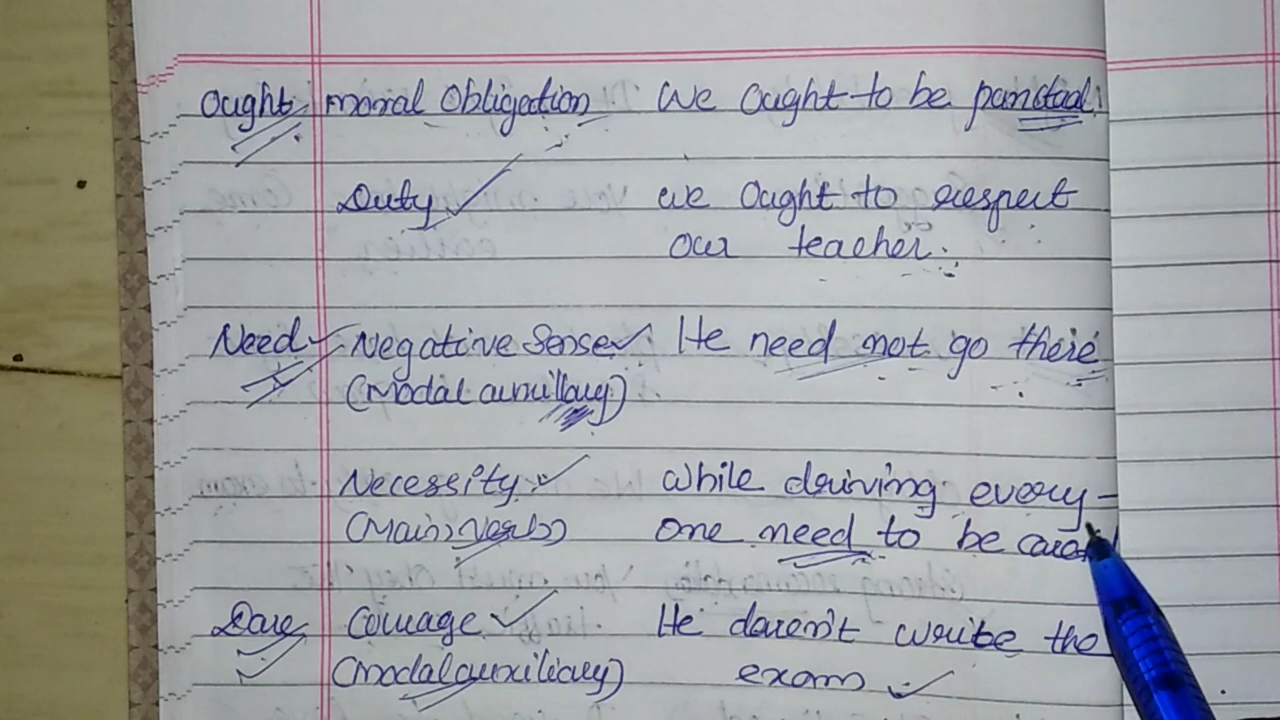 Ought moral Obligation We Ought to be punctual.
Duty we Ought to respect
our teacher.
Need Negative Sense He need not go there
(Modal auxillary)
Necessity while driving every-
(Main verb) one need to be
Dare Courage He daren't write the
(modal auxiliary) exam